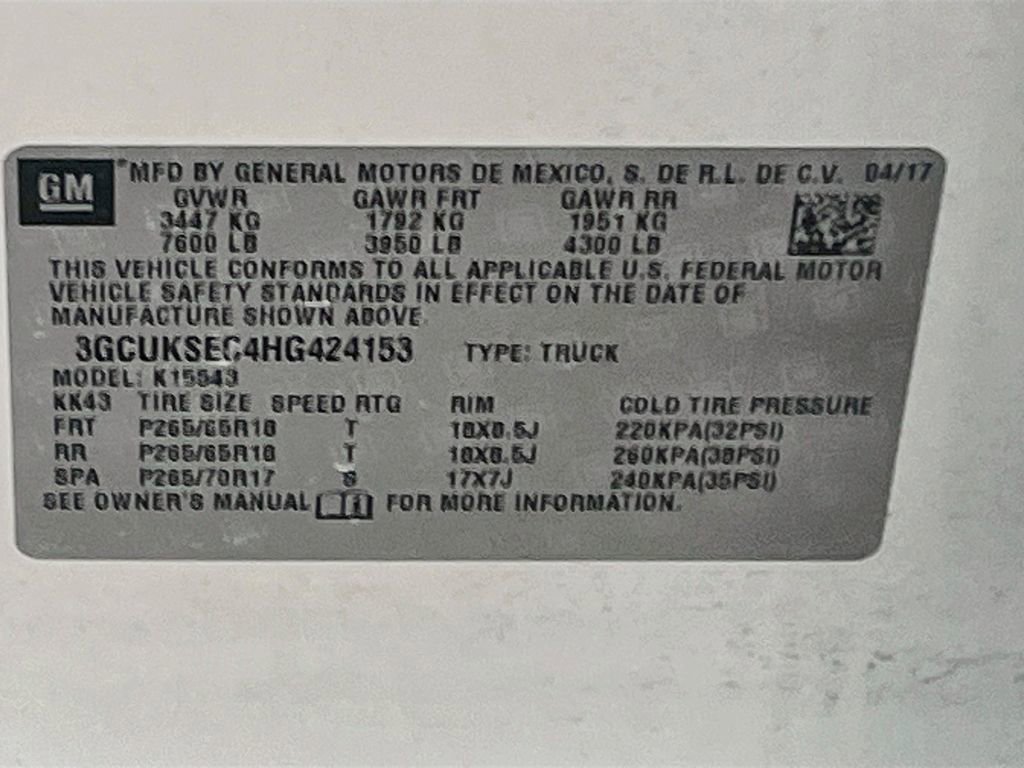 GM
*MFD BY GENERAL MOTORS DE MEXICO, S. DE R.L. DE C.V. 04/17
GVWR GAWR FRT GAWR RR
3447 KG 1792 KG 1951 KG
7600 LB 3950 LB 4300 LB
THIS VEHICLE CONFORMS TO ALL APPLICABLE U.S. FEDERAL MOTOR
VEHICLE SAFETY STANDARDS IN EFFECT ON THE DATE OF
MANUFACTURE SHOWN ABOVE
3GCUKSEC4HG424153 TYPE: TRUCK
MODEL: K15543
KK43 TIRE SIZE SPEED RTG RIM COLD TIRE PRESSURE
FRT P265/65R18 T 18X8.5J 220KPA(32PSI)
RR P265/65R18 T 18X8.5J 260KPA(38PSI)
SPA P265/70R17 S 17X7J 240KPA(35PSI)
SEE OWNER'S MANUAL FOR MORE INFORMATION.